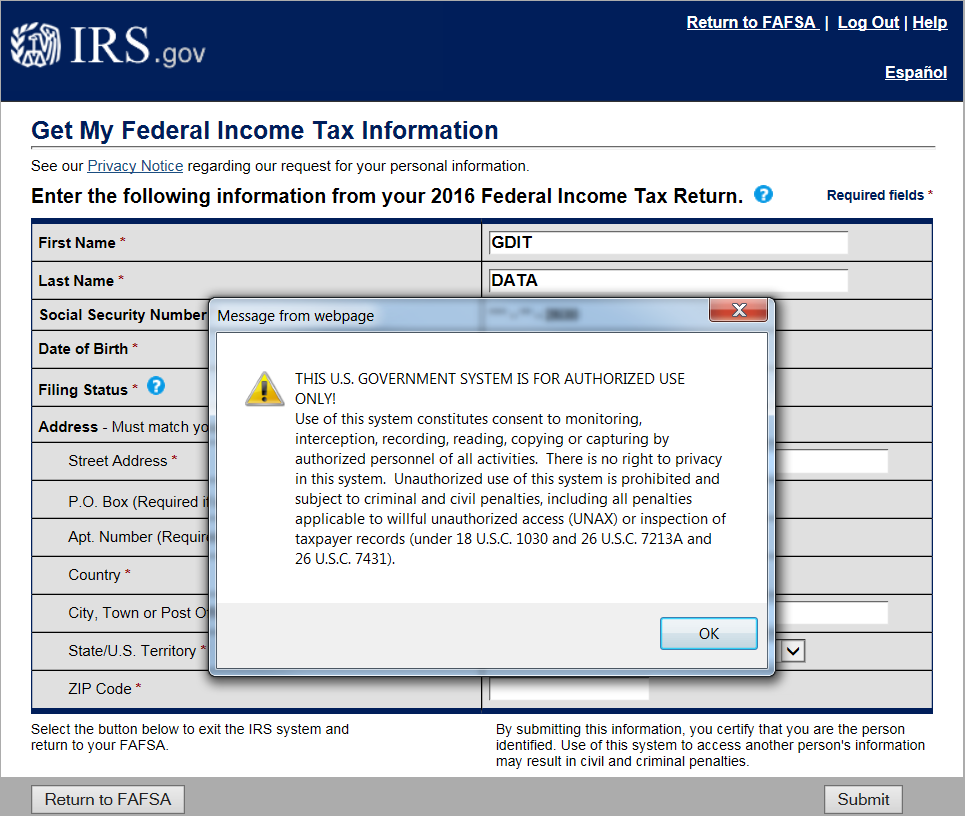 IRS.gov
Return to FAFSA | Log Out | Help
Español
Get My Federal Income Tax Information
See our Privacy Notice regarding our request for your personal information.
Enter the following information from your 2016 Federal Income Tax Return. ?
Required fields *
First Name * GDIT
Last Name * DATA
Social Security Number
Date of Birth *
Filing Status * ?
Address - Must match
Street Address *
P.O. Box (Required
Apt. Number
Country *
City, Town or Post
State/U.S. Territory *
ZIP Code *
Message from webpage
X
THIS U.S. GOVERNMENT SYSTEM IS FOR AUTHORIZED USE
ONLY!
Use of this system constitutes consent to monitoring,
interception, recording, reading, copying or capturing by
authorized personnel of all activities. There is no right to privacy
in this system. Unauthorized use of this system is prohibited and
subject to criminal and civil penalties, including all penalties
applicable to willful unauthorized access (UNAX) or inspection of
taxpayer records (under 18 U.S.C. 1030 and 26 U.S.C. 7213A and
26 U.S.C. 7431).
OK
Select the button below to exit the IRS system and
return to your FAFSA.
By submitting this information, you certify that you are the person
identified. Use of this system to access another person's information
may result in civil and criminal penalties.
Return to FAFSA
Submit